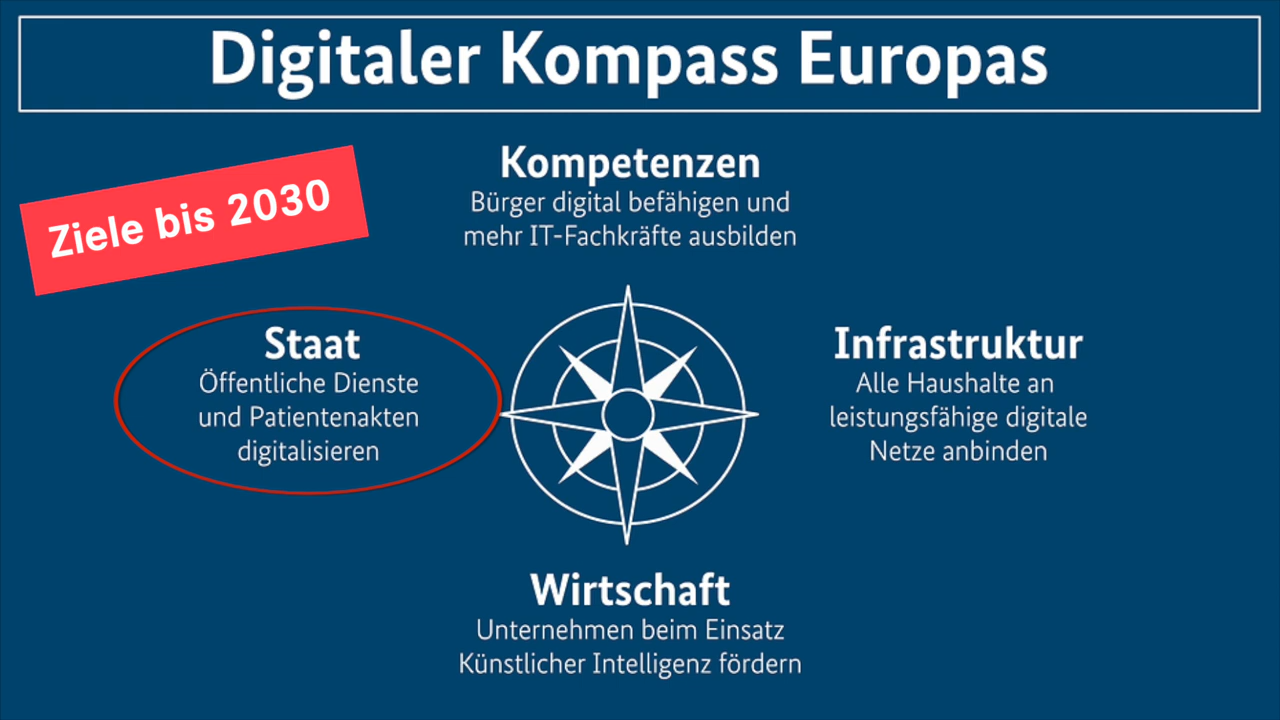 Digitaler Kompass Europas
Ziele bis 2030
Kompetenzen
Bürger digital befähigen und
mehr IT-Fachkräfte ausbilden
Staat
Öffentliche Dienste
und Patientenakten
digitalisieren
Infrastruktur
Alle Haushalte an
leistungsfähige digitale
Netze anbinden
Wirtschaft
Unternehmen beim Einsatz
Künstlicher Intelligenz fördern